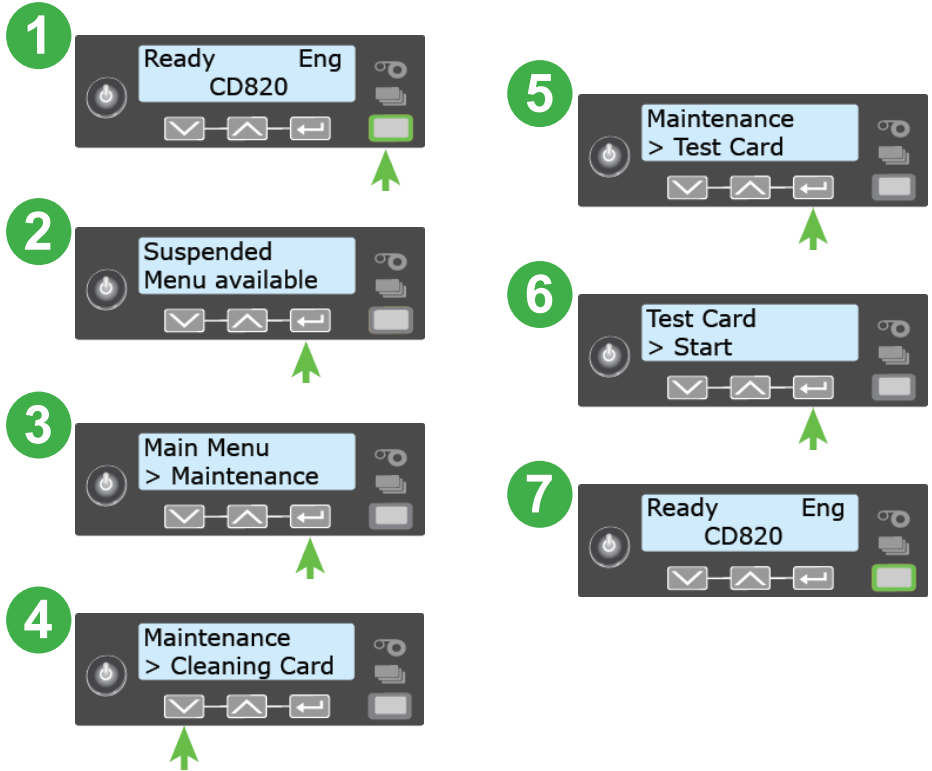 1
Ready Eng
CD820
2
Suspended
Menu available
3
Main Menu
> Maintenance
4
Maintenance
> Cleaning Card
5
Maintenance
> Test Card
6
Test Card
> Start
7
Ready Eng
CD820